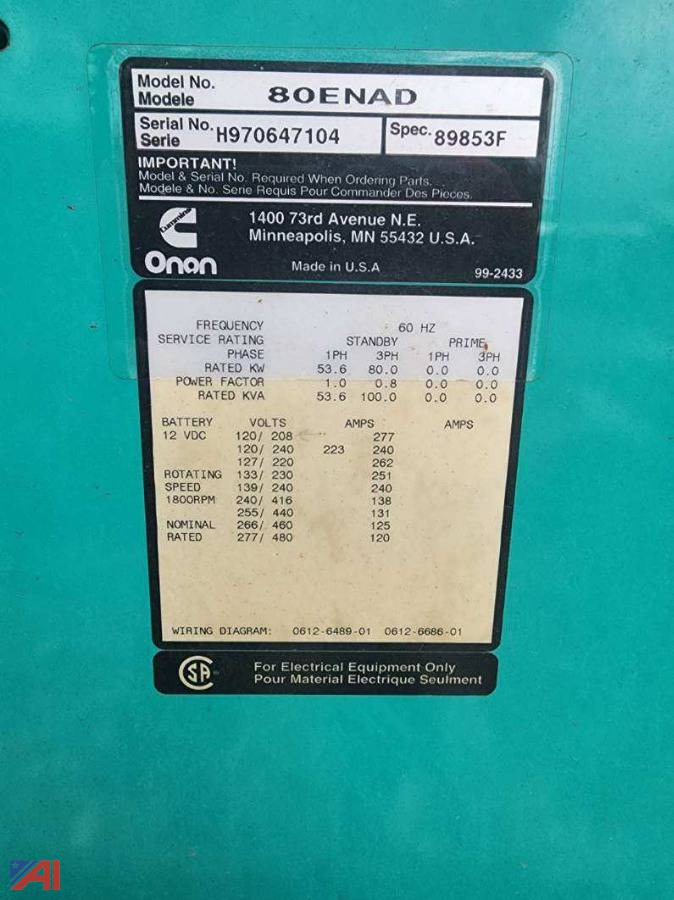 Model No.
Modele 80ENAD
Serial No.
Serie H970647104 Spec. 89853F
IMPORTANT!
Model & Serial No. Required When Ordering Parts.
Modele & No. Serie Requis Pour Commander Des Pieces.
Cummins
Onan
1400 73rd Avenue N.E.
Minneapolis, MN 55432 U.S.A.
Made in U.S.A 99-2433
FREQUENCY 60 HZ
SERVICE RATING STANDBY PRIME
PHASE 1PH 3PH 1PH 3PH
RATED KW 53.6 80.0 0.0 0.0
POWER FACTOR 1.0 0.8 0.0 0.0
RATED KVA 53.6 100.0 0.0 0.0
BATTERY VOLTS AMPS AMPS
12 VDC 120/ 208 277
120/ 240 223 240
127/ 220 262
ROTATING 133/ 230 251
SPEED 139/ 240 240
1800RPM 240/ 416 138
255/ 440 131
NOMINAL 266/ 460 125
RATED 277/ 480 120
WIRING DIAGRAM: 0612-6489-01 0612-6686-01
CSA
For Electrical Equipment Only
Pour Material Electrique Seulment
AI